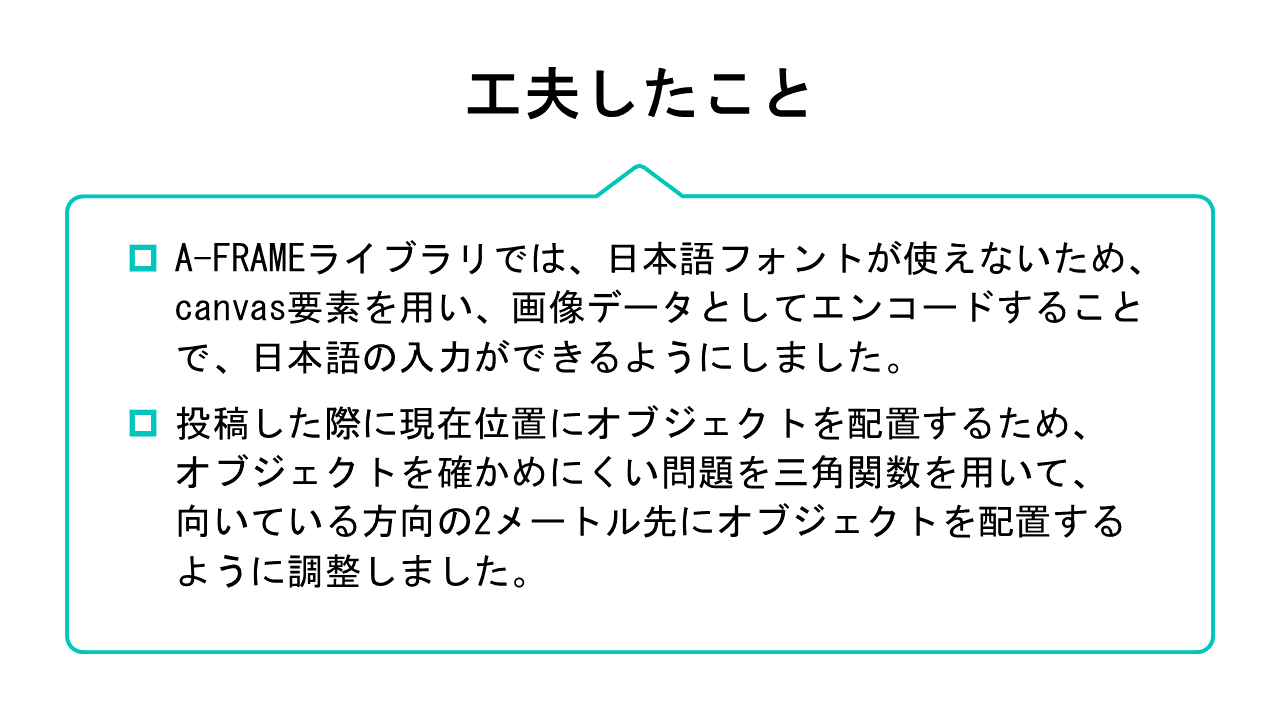 工夫したこと
A-FRAMEライブラリでは、日本語フォントが使えないため、
canvas要素を用い、画像データとしてエンコードすること
で、日本語の入力ができるようにしました。
投稿した際に現在位置にオブジェクトを配置するため、
オブジェクトを確かめにくい問題を三角関数を用いて、
向いている方向の2メートル先にオブジェクトを配置する
ように調整しました。